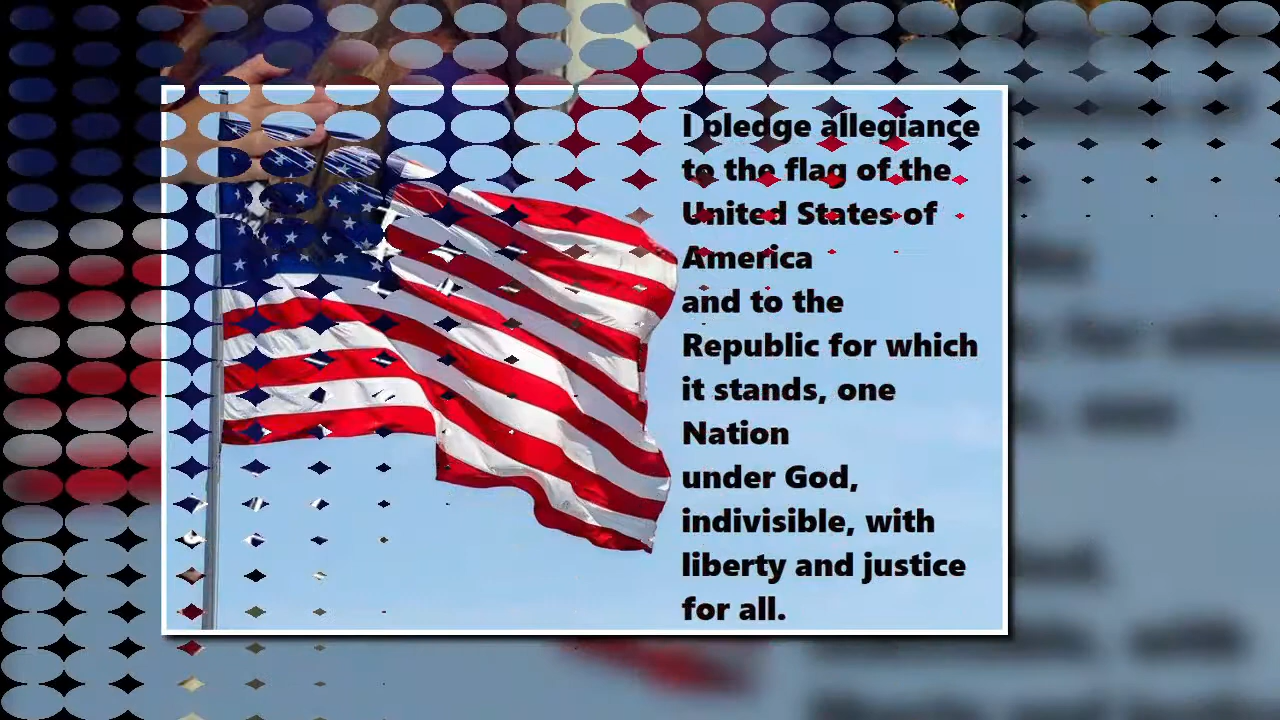 I pledge allegiance
to the flag of the
United States of
America
and to the
Republic for which
it stands, one
Nation
under God,
indivisible, with
liberty and justice
for all.